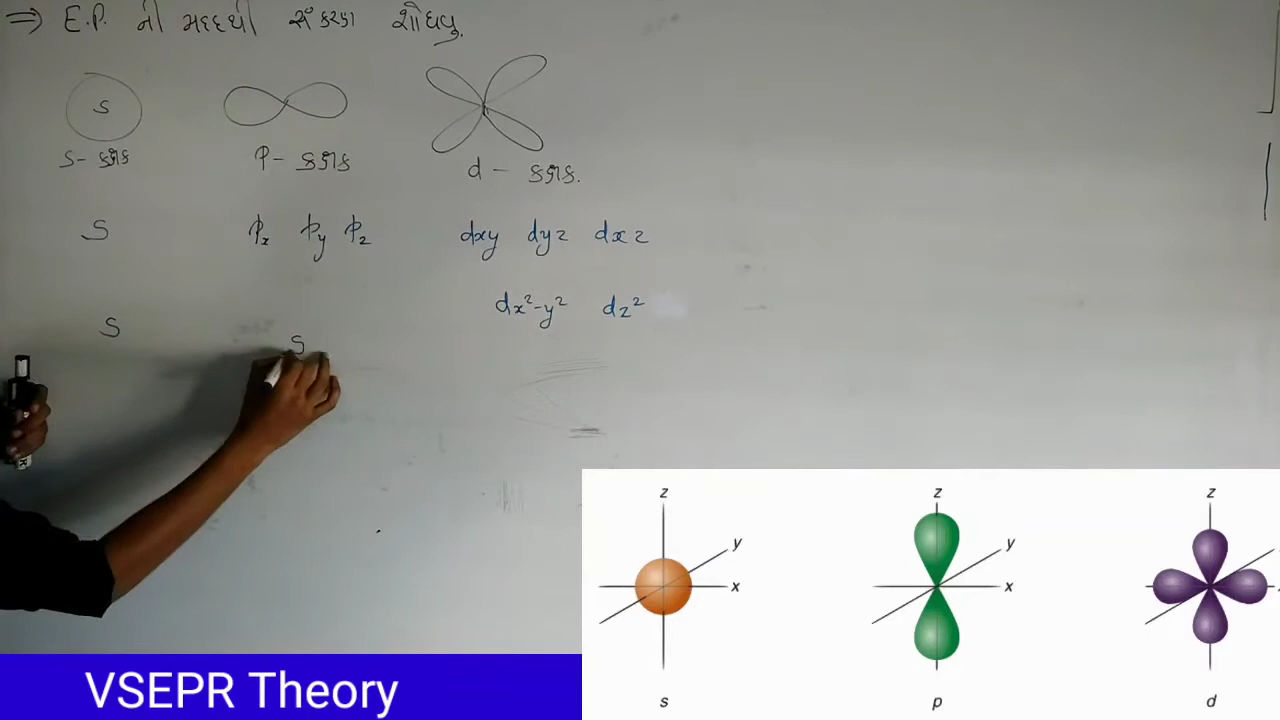 ⇒ E.P. ની મદદથી સંકરણ શોધવુ.
S
S- કક્ષક P- કક્ષક d - કક્ષક.
S px py pz dxy dyz dxz
dx²-y² dz²
S S
z z z
y y
x x
s p d
VSEPR Theory